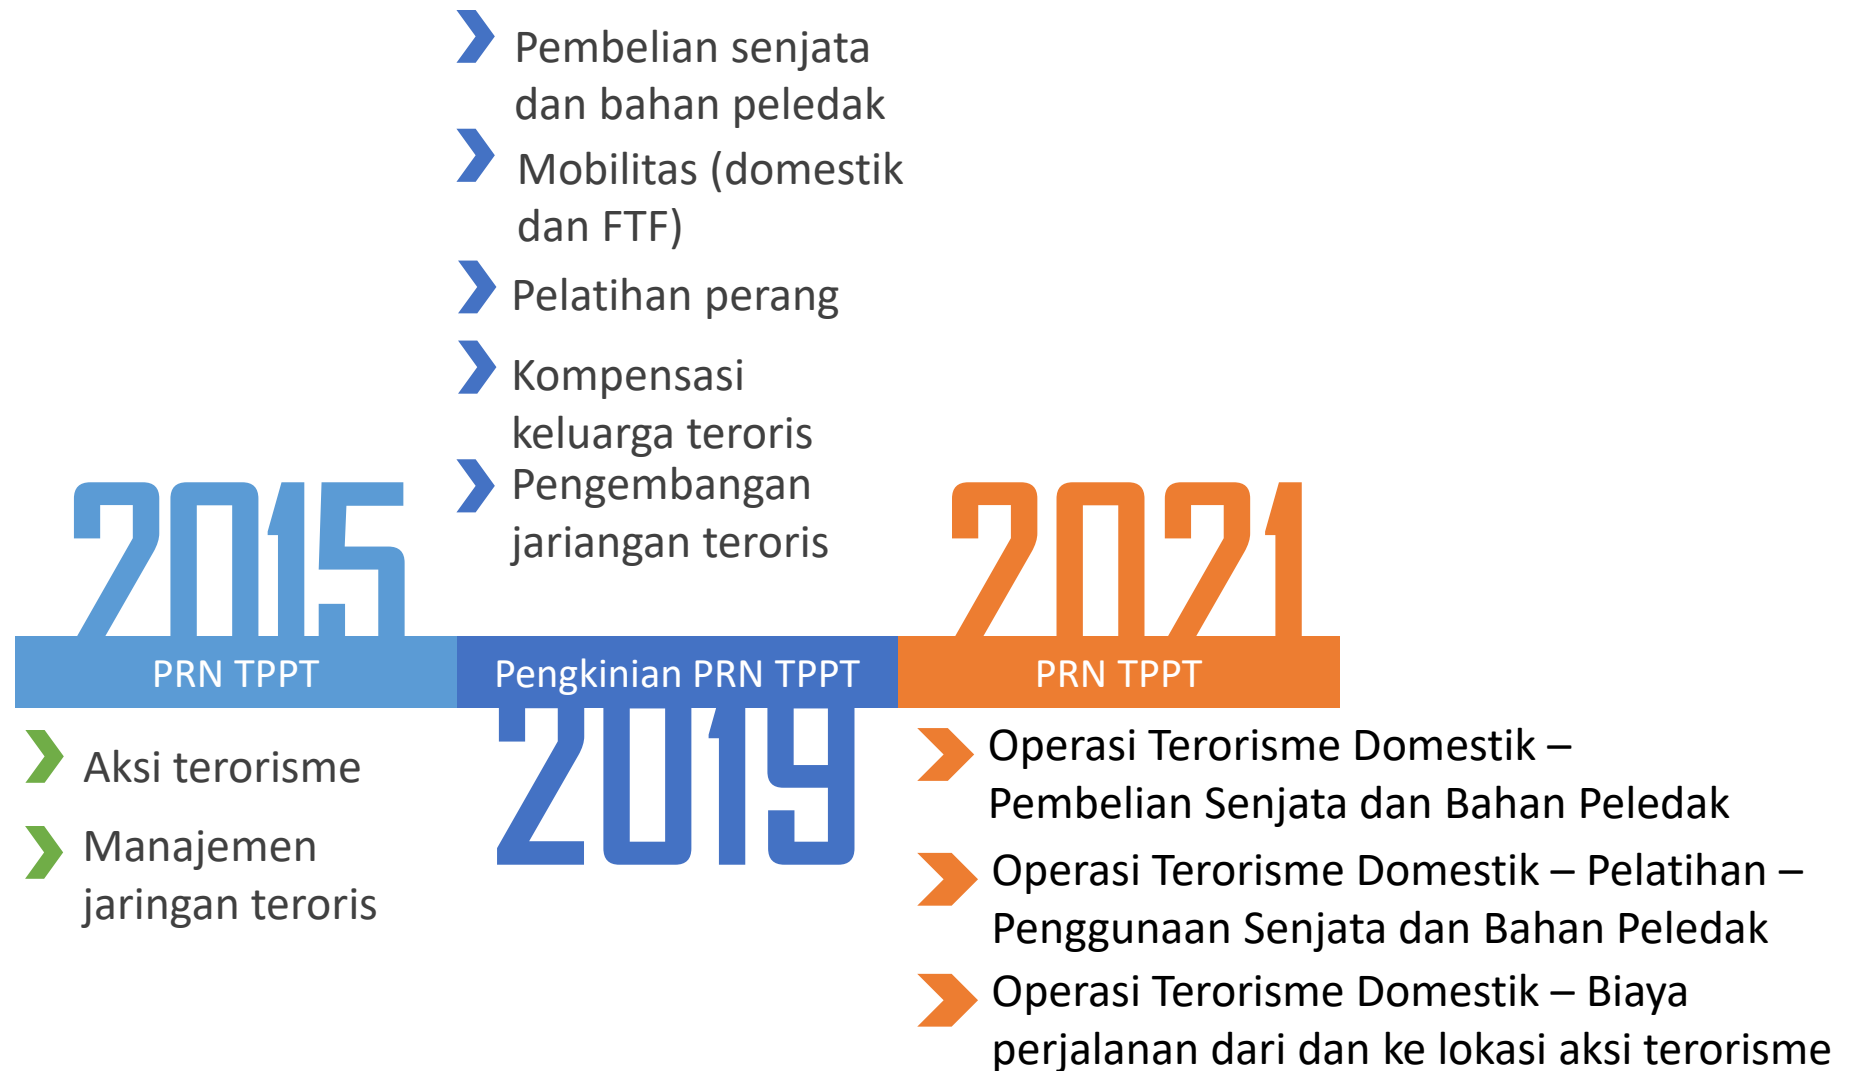 Pembelian senjata
dan bahan peledak
Mobilitas (domestik
dan FTF)
Pelatihan perang
Kompensasi
keluarga teroris
Pengembangan
jariangan teroris
2015
PRN TPPT
Aksi terorisme
Manajemen
jaringan teroris
Pengkinian PRN TPPT
2019
2021
PRN TPPT
Operasi Terorisme Domestik –
Pembelian Senjata dan Bahan Peledak
Operasi Terorisme Domestik – Pelatihan –
Penggunaan Senjata dan Bahan Peledak
Operasi Terorisme Domestik – Biaya
perjalanan dari dan ke lokasi aksi terorisme